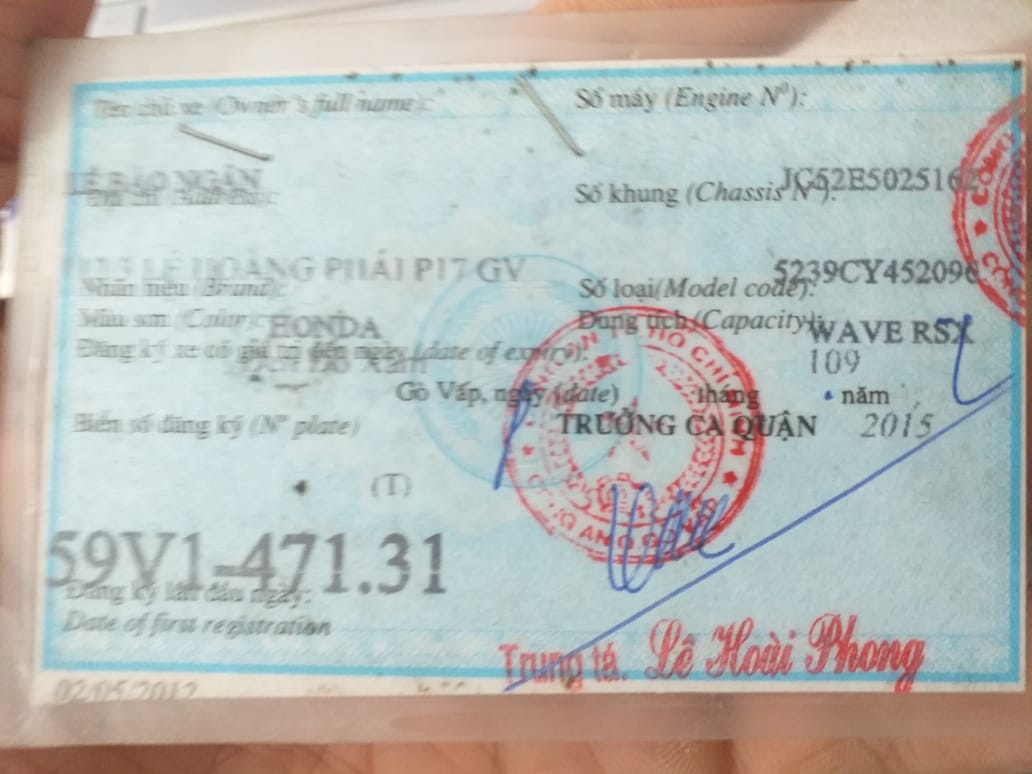 Tên chủ xe (Owner's full name):
LÊ BẢO NGÂN
Địa chỉ (Address):
LÊ HOÀNG PHÁI P17 GV
Nhãn hiệu (Brand):
HONDA
Màu sơn (Color):
Đăng ký xe có giá trị đến ngày (date of expiry):
Biển số đăng ký (Nº plate)
(T)
59V1-471.31
Đăng ký lần đầu ngày:
Date of first registration
02/05/2012
Số máy (Engine Nº):
JC52E5025162
Số khung (Chassis Nº):
5239CY452096
Số loại (Model code):
WAVE RSX
Dung tích (Capacity):
109
Gò Vấp, ngày (date) tháng năm
2015
TRƯỞNG CA QUẬN
Trung tá. Lê Hoài Phong